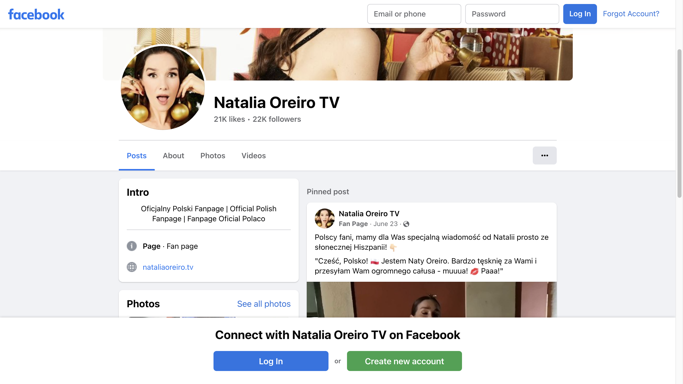 facebook
Email or phone
Password
Log In
Forgot Account?
Natalia Oreiro TV
21K likes • 22K followers
Posts
About
Photos
Videos
Intro
Oficjalny Polski Fanpage | Official Polish
Fanpage | Fanpage Oficial Polaco
Page · Fan page
nataliaoreiro.tv
Photos
See all photos
Pinned post
Natalia Oreiro TV
Fan Page · June 23 ·
Polscy fani, mamy dla Was specjalną wiadomość od Natalii prosto ze
słonecznej Hiszpanii! 👇🏻
"Cześć, Polsko! 🇵🇱 Jestem Naty Oreiro. Bardzo tęsknię za Wami i
przesyłam Wam ogromnego całusa - muuua! 💋 Paaa!"
Connect with Natalia Oreiro TV on Facebook
Log In
or
Create new account